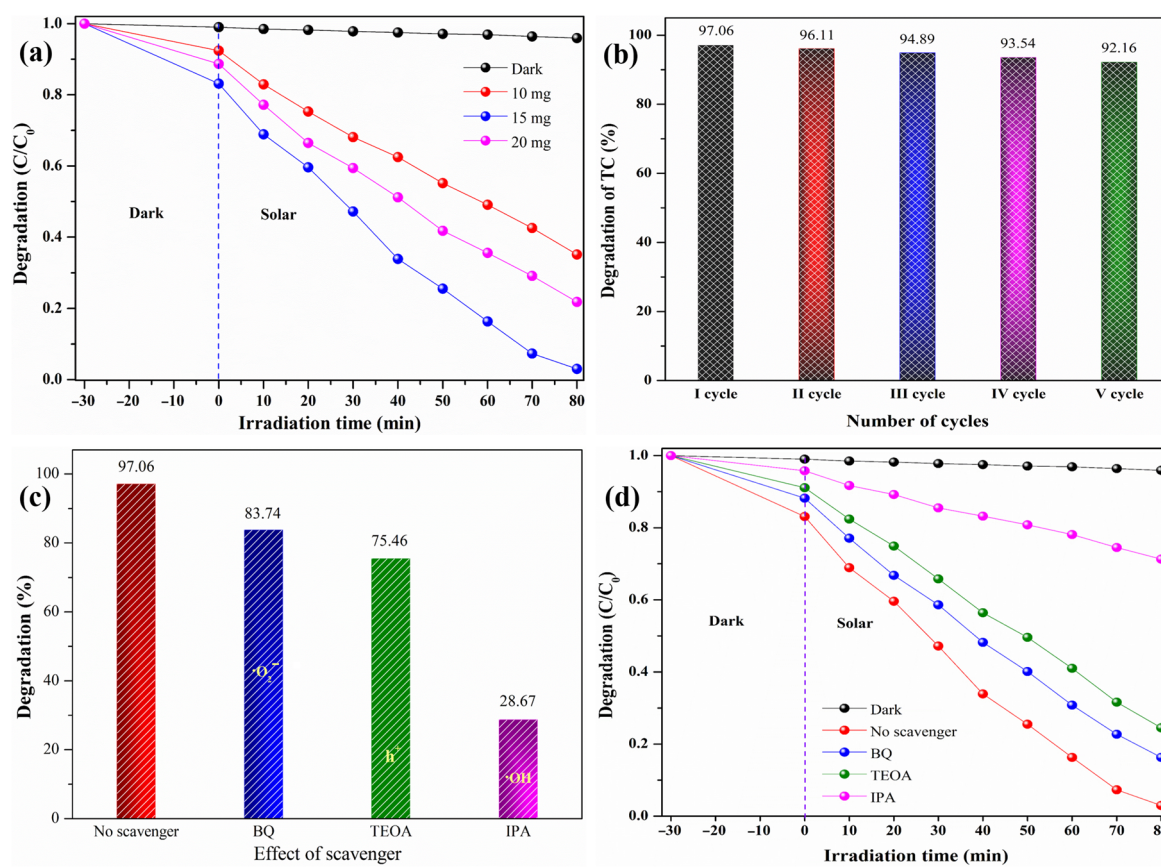 (a)
Degradation (C/C0)
1.0
0.8
0.6
0.4
0.2
0.0
Dark
10 mg
15 mg
20 mg
Dark
Solar
−30 −20 −10 0 10 20 30 40 50 60 70 80
Irradiation time (min)
(b)
Degradation of TC (%)
100
80
60
40
20
0
97.06 96.11 94.89 93.54 92.16
I cycle II cycle III cycle IV cycle V cycle
Number of cycles
(c)
Degradation (%)
100
80
60
40
20
0
97.06
83.74
75.46
28.67
·O2−
h+
·OH
No scavenger BQ TEOA IPA
Effect of scavenger
(d)
Degradation (C/C0)
1.0
0.8
0.6
0.4
0.2
0.0
Dark
Solar
Dark
No scavenger
BQ
TEOA
IPA
−30 −20 −10 0 10 20 30 40 50 60 70 80
Irradiation time (min)